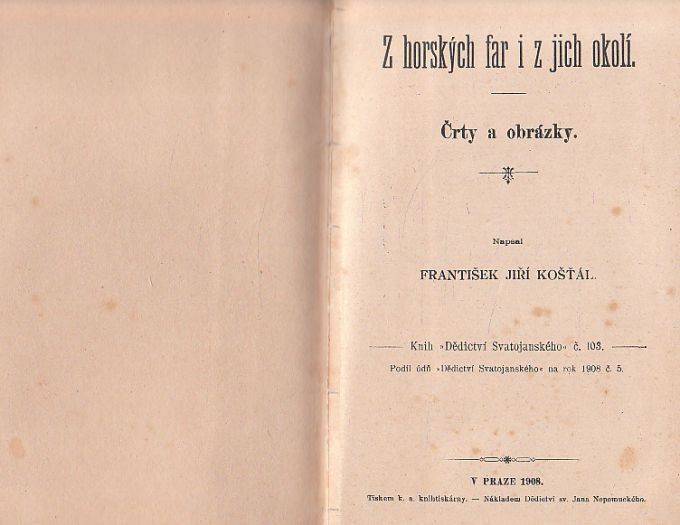 Z horských far i z jich okolí.
Črty a obrázky.
Napsal
FRANTIŠEK JIŘÍ KOŠŤÁL.
Knih »Dědictví Svatojanského« č. 103.
Podíl údů »Dědictví Svatojanského« na rok 1908 č. 5.
V PRAZE 1908.
Tiskem k. a. knihtiskárny. — Nákladem Dědictví sv. Jana Nepomuckého.